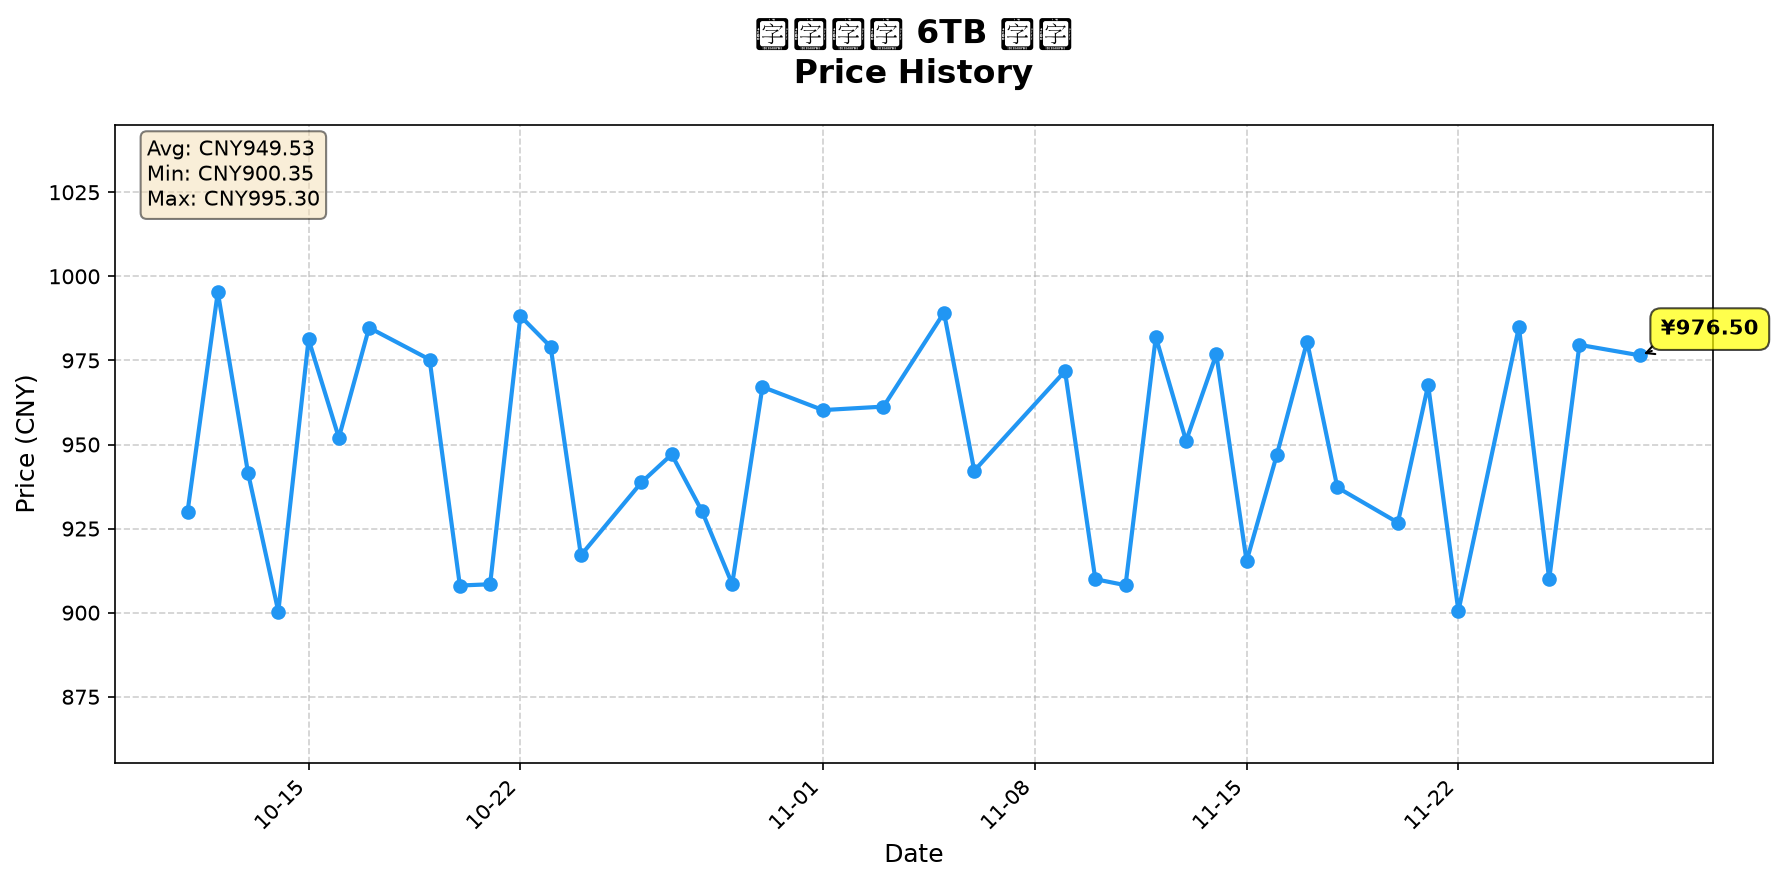 6TB
Price History
Avg: CNY949.53
Min: CNY900.35
Max: CNY995.30
¥976.50
Price (CNY)
1025
1000
975
950
925
900
875
10-15
10-22
11-01
11-08
11-15
11-22
Date